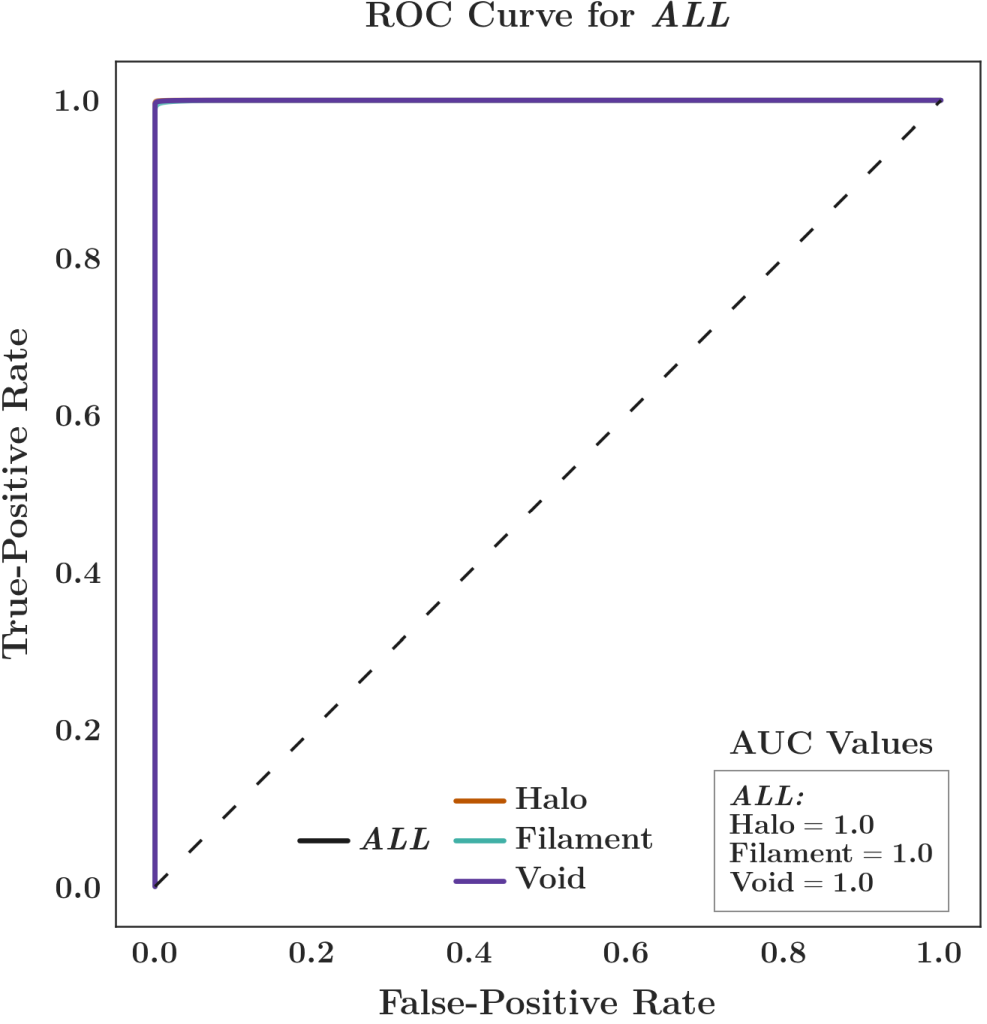 ROC Curve for ALL
True-Positive Rate
1.0
0.8
0.6
0.4
0.2
0.0
ALL
Halo
Filament
Void
AUC Values
ALL:
Halo = 1.0
Filament = 1.0
Void = 1.0
0.0 0.2 0.4 0.6 0.8 1.0
False-Positive Rate